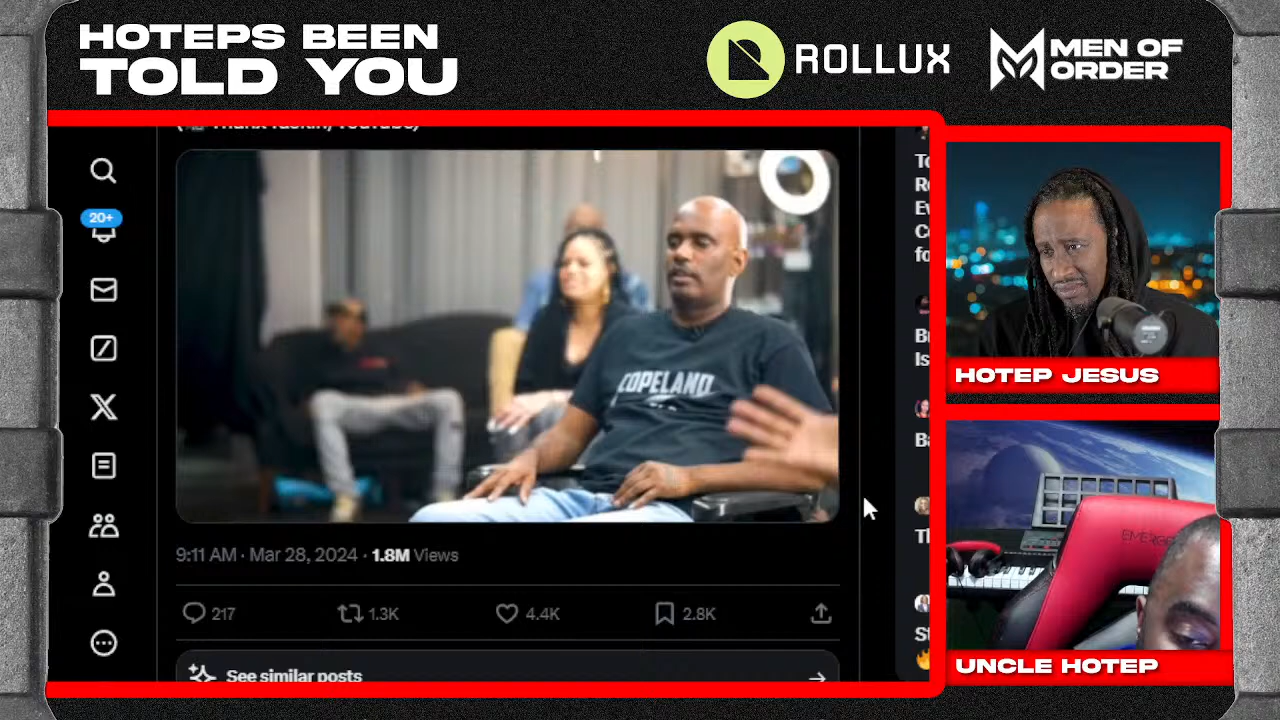 HOTEPS BEEN
TOLD YOU
ROLLUX
MEN OF
ORDER
20+
COPELAND
9:11 AM · Mar 28, 2024 · 1.8M Views
217
1.3K
4.4K
2.8K
See similar posts
HOTEP JESUS
UNCLE HOTEP